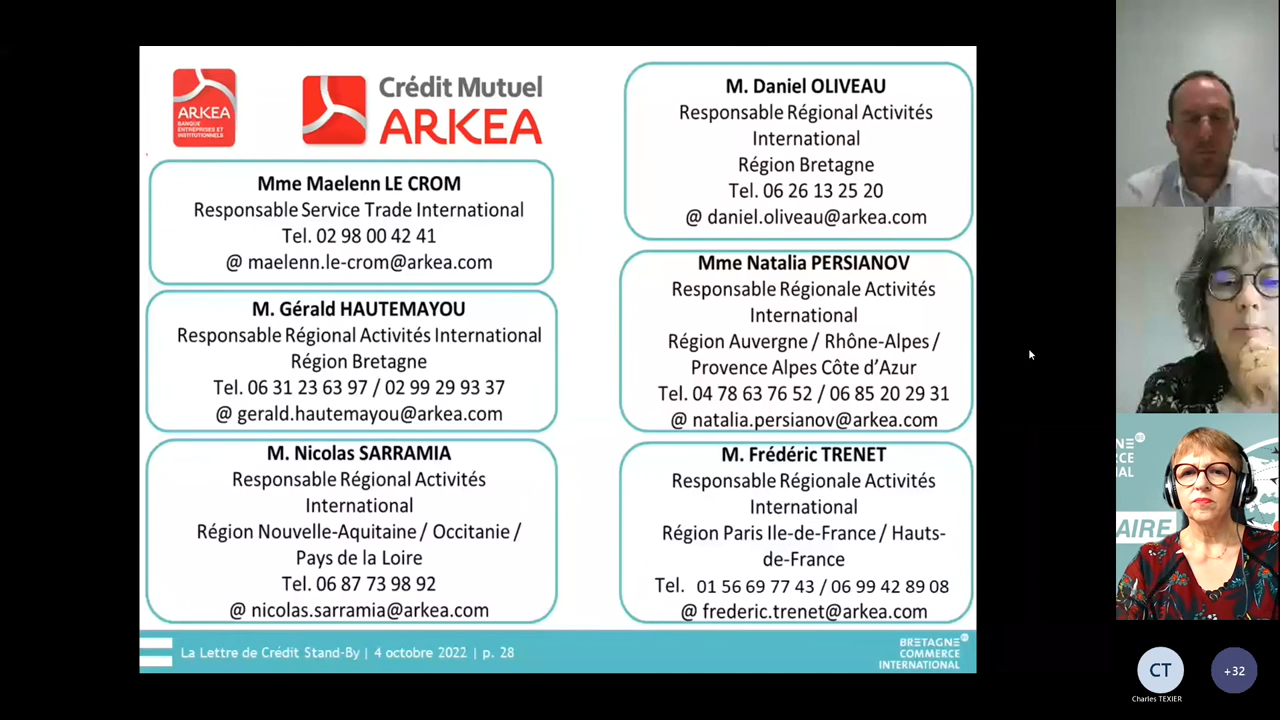 ARKEA
BANQUE
ENTREPRISES ET
INSTITUTIONNELS
Crédit Mutuel
ARKEA
Mme Maelenn LE CROM
Responsable Service Trade International
Tel. 02 98 00 42 41
@ maelenn.le-crom@arkea.com
M. Gérald HAUTEMAYOU
Responsable Régional Activités International
Région Bretagne
Tel. 06 31 23 63 97 / 02 99 29 93 37
@ gerald.hautemayou@arkea.com
M. Nicolas SARRAMIA
Responsable Régional Activités
International
Région Nouvelle-Aquitaine / Occitanie /
Pays de la Loire
Tel. 06 87 73 98 92
@ nicolas.sarramia@arkea.com
M. Daniel OLIVEAU
Responsable Régional Activités
International
Région Bretagne
Tel. 06 26 13 25 20
@ daniel.oliveau@arkea.com
Mme Natalia PERSIANOV
Responsable Régionale Activités
International
Région Auvergne / Rhône-Alpes /
Provence Alpes Côte d’Azur
Tel. 04 78 63 76 52 / 06 85 20 29 31
@ natalia.persianov@arkea.com
M. Frédéric TRENET
Responsable Régionale Activités
International
Région Paris Ile-de-France / Hauts-
de-France
Tel. 01 56 69 77 43 / 06 99 42 89 08
@ frederic.trenet@arkea.com
La Lettre de Crédit Stand-By | 4 octobre 2022 | p. 28
BRETAGNE
COMMERCE
INTERNATIONAL
NE
CE
NAL
AIRE
CT
Charles TEXIER
+32